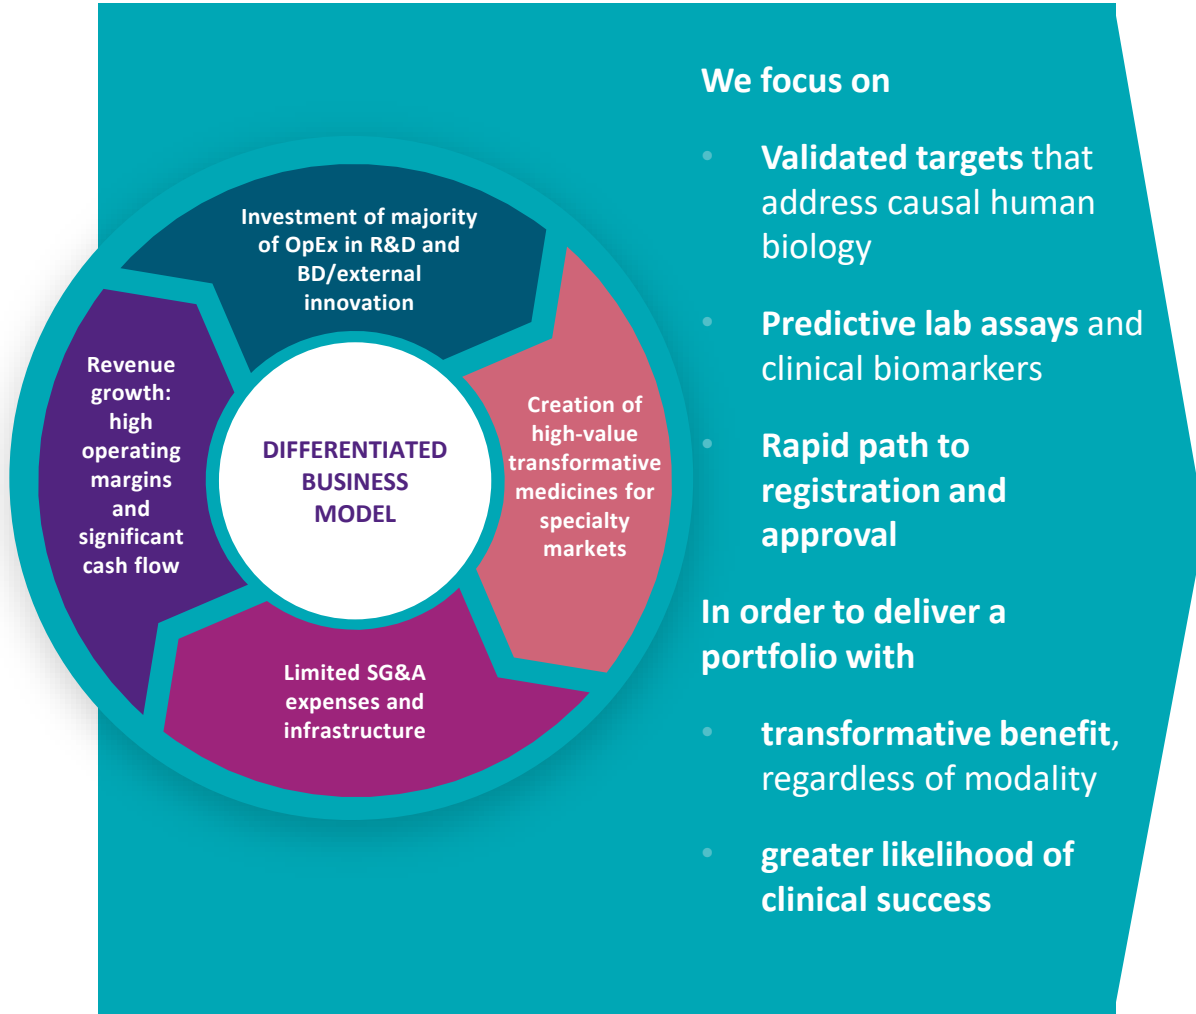 Investment of majority
of OpEx in R&D and
BD/external
innovation
Creation of
high-value
transformative
medicines for
specialty
markets
Limited SG&A
expenses and
infrastructure
Revenue
growth:
high
operating
margins
and
significant
cash flow
DIFFERENTIATED
BUSINESS
MODEL
We focus on
• Validated targets that
address causal human
biology
• Predictive lab assays and
clinical biomarkers
• Rapid path to
registration and
approval
In order to deliver a
portfolio with
• transformative benefit,
regardless of modality
• greater likelihood of
clinical success